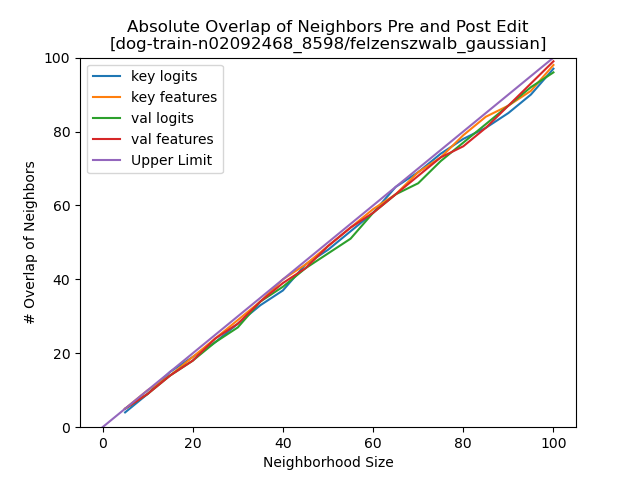 Absolute Overlap of Neighbors Pre and Post Edit
[dog-train-n02092468_8598/felzenszwalb_gaussian]
key logits
key features
val logits
val features
Upper Limit
# Overlap of Neighbors
100
80
60
40
20
0
0 20 40 60 80 100
Neighborhood Size